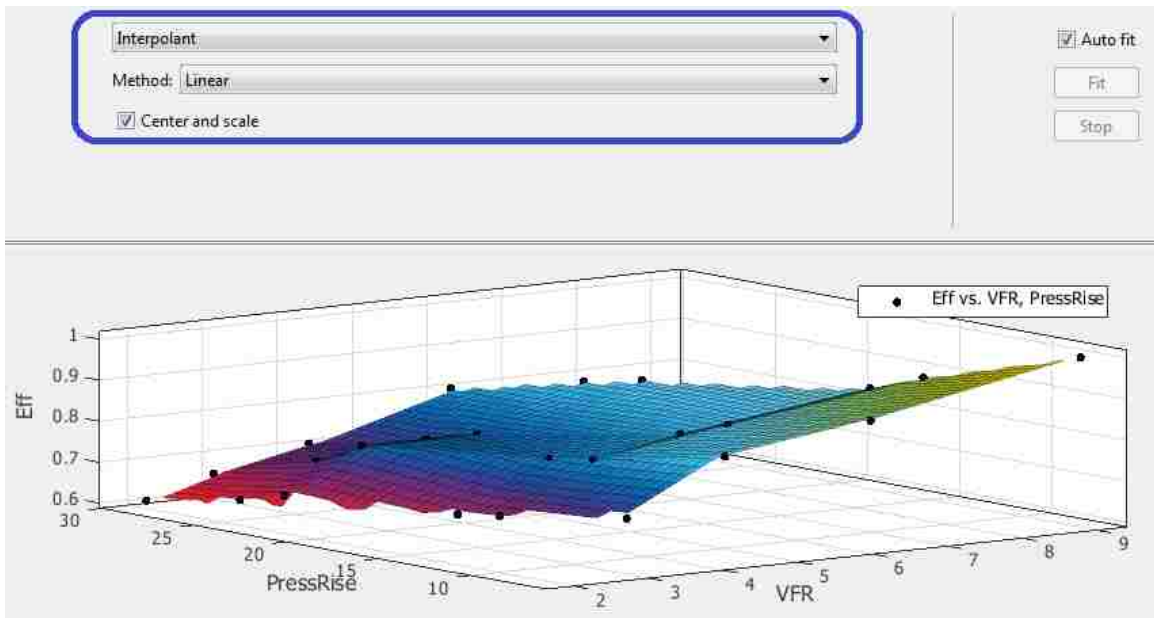 Interpolant
Auto fit
Method: Linear
Fit
Center and scale
Stop
Eff vs. VFR, PressRise
1
0.9
0.8
0.7
0.6
Eff
30
25
20
15
10
PressRise
2
3
4
5
6
7
8
9
VFR